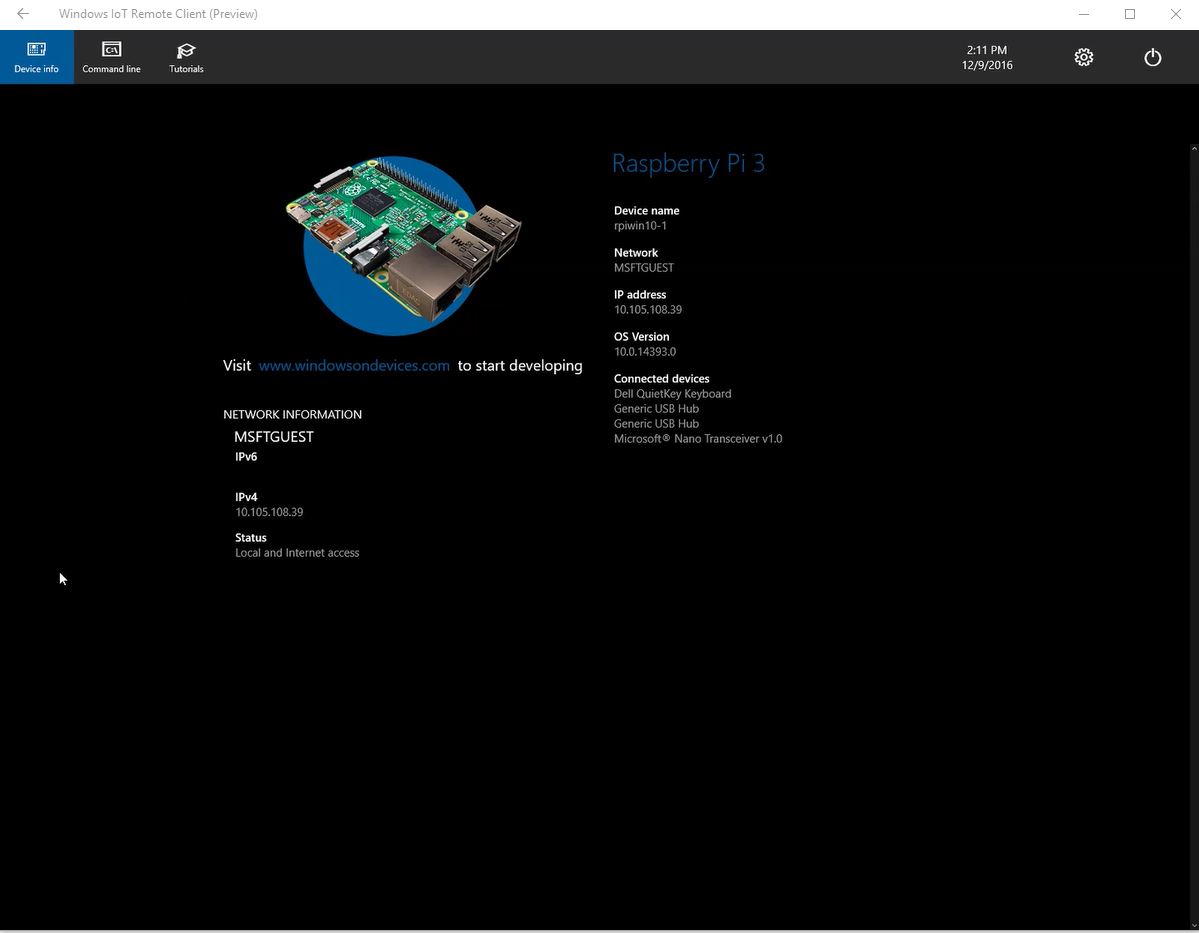 Windows IoT Remote Client (Preview)
Device info
Command line
Tutorials
2:11 PM
12/9/2016
Raspberry Pi 3
Device name
rpiwin10-1
Network
MSFTGUEST
IP address
10.105.108.39
OS Version
10.0.14393.0
Connected devices
Dell QuietKey Keyboard
Generic USB Hub
Generic USB Hub
Microsoft® Nano Transceiver v1.0
Visit www.windowsondevices.com to start developing
NETWORK INFORMATION
MSFTGUEST
IPv6
IPv4
10.105.108.39
Status
Local and Internet access